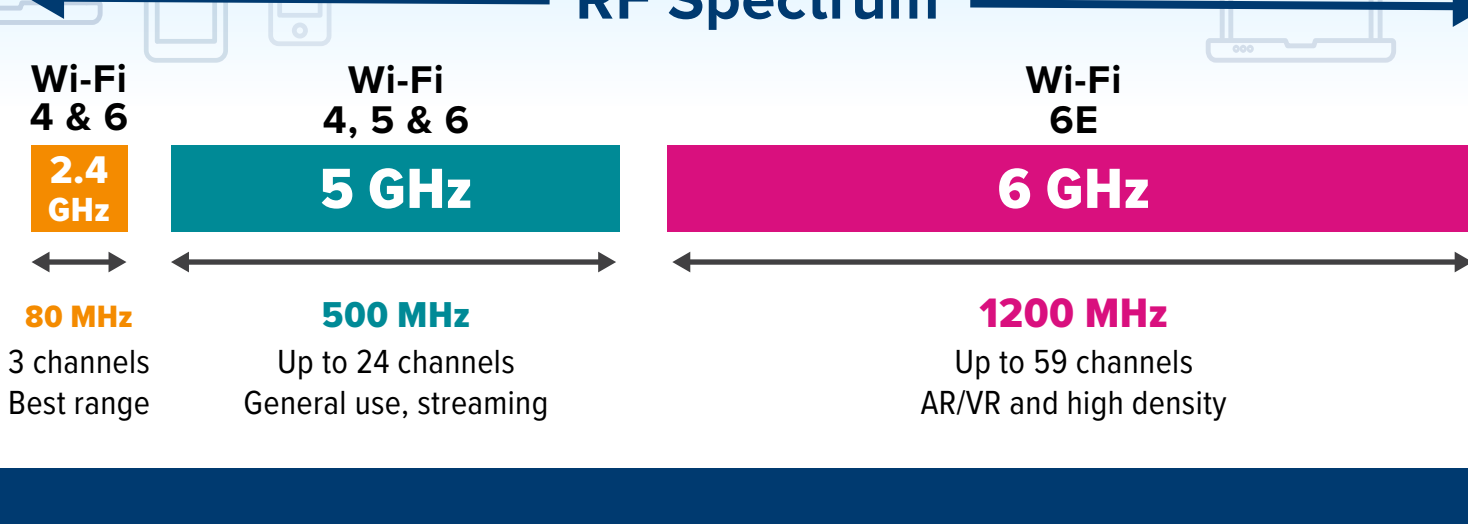 RF Spectrum
Wi-Fi
4 & 6
2.4
GHz
80 MHz
3 channels
Best range
Wi-Fi
4, 5 & 6
5 GHz
500 MHz
Up to 24 channels
General use, streaming
Wi-Fi
6E
6 GHz
1200 MHz
Up to 59 channels
AR/VR and high density